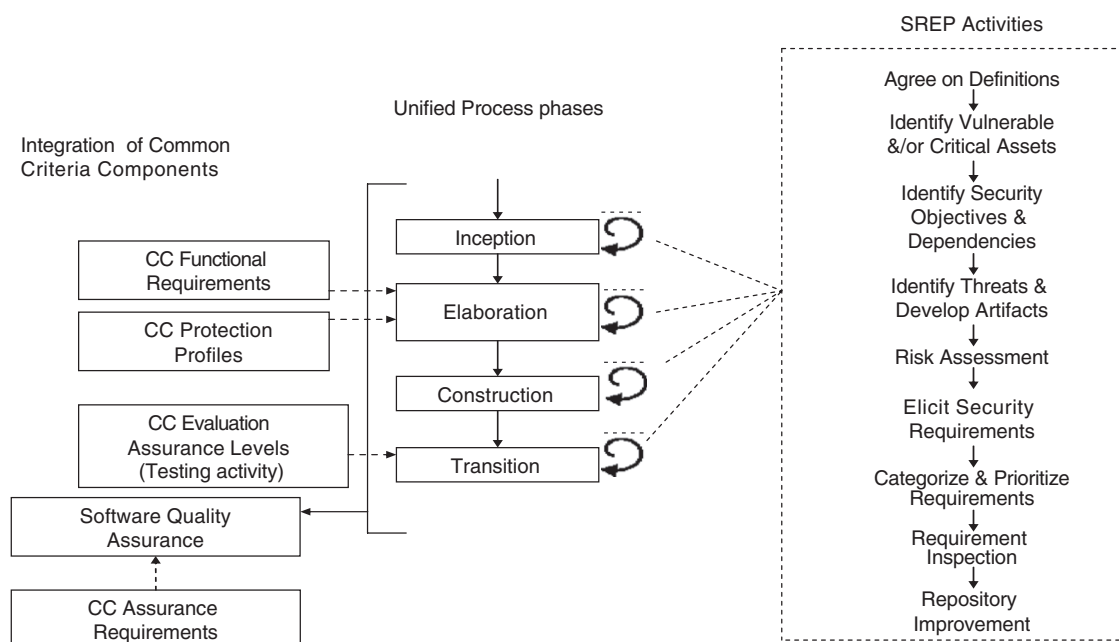 SREP Activities
Unified Process phases
Integration of Common
Criteria Components
CC Functional
Requirements
CC Protection
Profiles
CC Evaluation
Assurance Levels
(Testing activity)
Software Quality
Assurance
CC Assurance
Requirements
Inception
Elaboration
Construction
Transition
Agree on Definitions
Identify Vulnerable
&/or Critical Assets
Identify Security
Objectives &
Dependencies
Identify Threats &
Develop Artifacts
Risk Assessment
Elicit Security
Requirements
Categorize & Prioritize
Requirements
Requirement
Inspection
Repository
Improvement